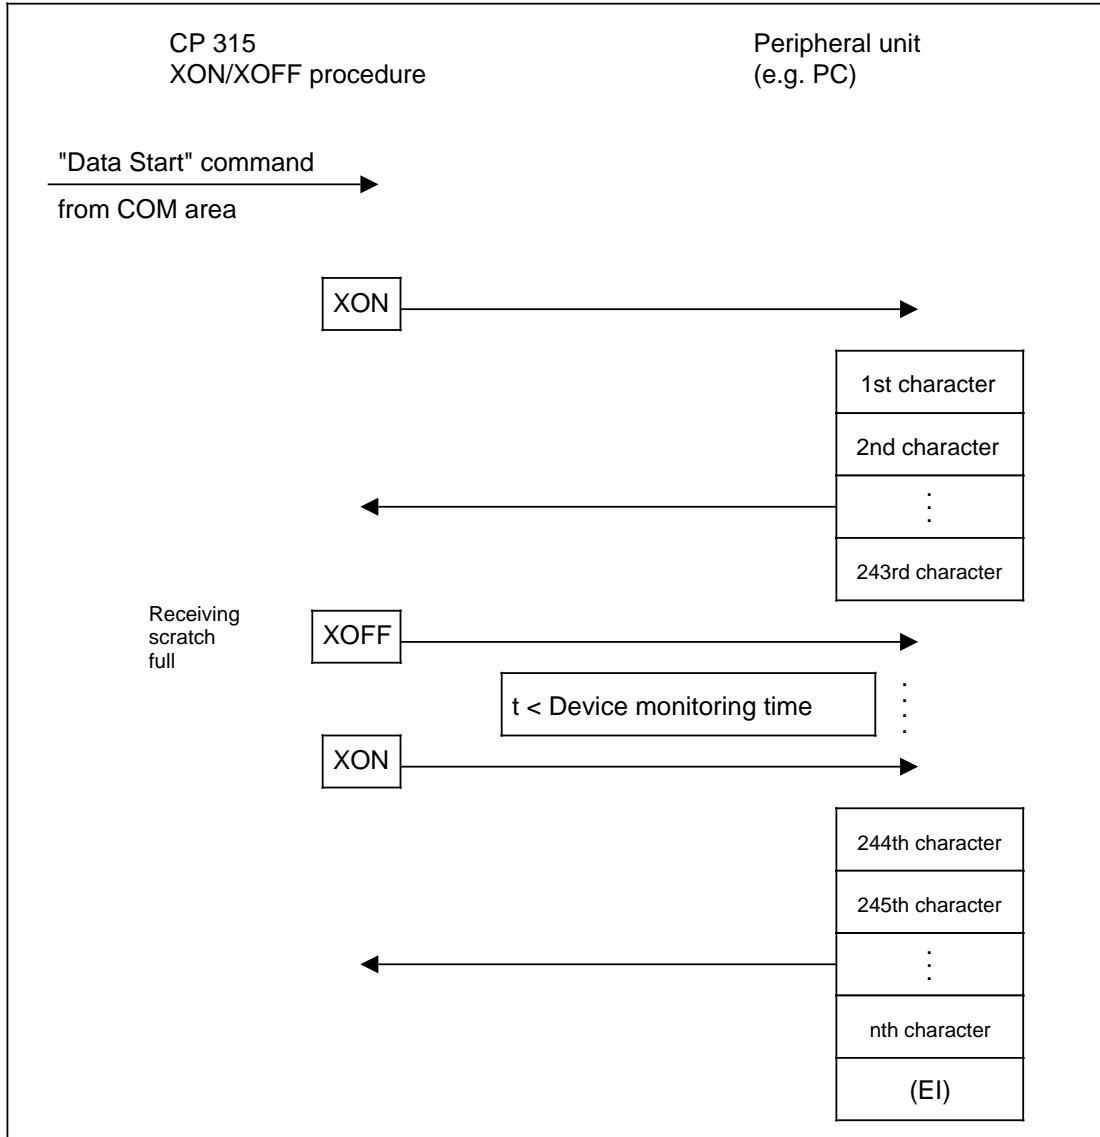 CP 315
XON/XOFF procedure
Peripheral unit
(e.g. PC)
"Data Start" command
from COM area
XON
1st character
2nd character
⋮
243rd character
Receiving
scratch
full
XOFF
t < Device monitoring time
XON
244th character
245th character
⋮
nth character
(EI)